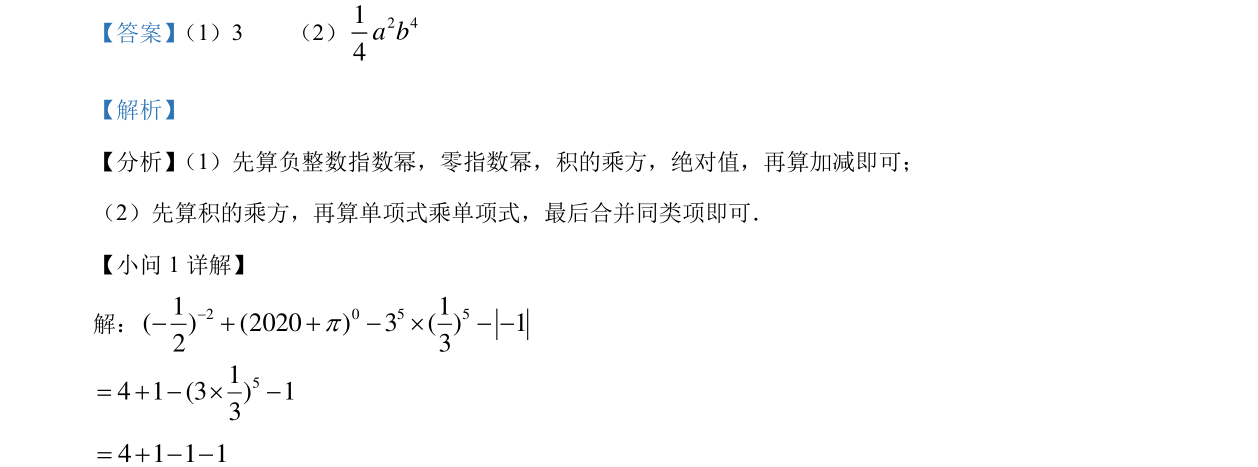 【答案】（1）3 （2）$\frac{1}{4}a^2b^4$
【解析】
【分析】（1）先算负整数指数幂，零指数幂，积的乘方，绝对值，再算加减即可；
（2）先算积的乘方，再算单项式乘单项式，最后合并同类项即可．
【小问 1 详解】
解：$(-\frac{1}{2})^{-2}+(2020+\pi)^0-3^5\times(\frac{1}{3})^5-|-1|$
$=4+1-(3\times\frac{1}{3})^5-1$
$=4+1-1-1$